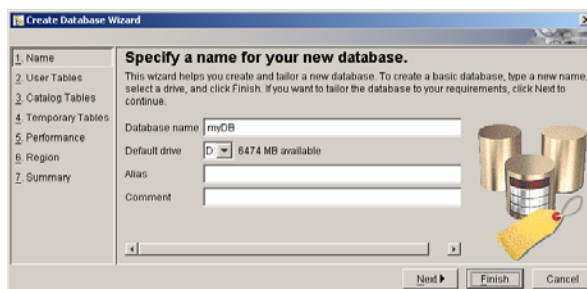 Create Database Wizard
1. Name
2. User Tables
3. Catalog Tables
4. Temporary Tables
5. Performance
6. Region
7. Summary
Specify a name for your new database.
This wizard helps you create and tailor a new database. To create a basic database, type a new name,
select a drive, and click Finish. If you want to tailor the database to your requirements, click Next to
continue.
Database name myDB
Default drive D: 6474 MB available
Alias
Comment
Next
Finish
Cancel